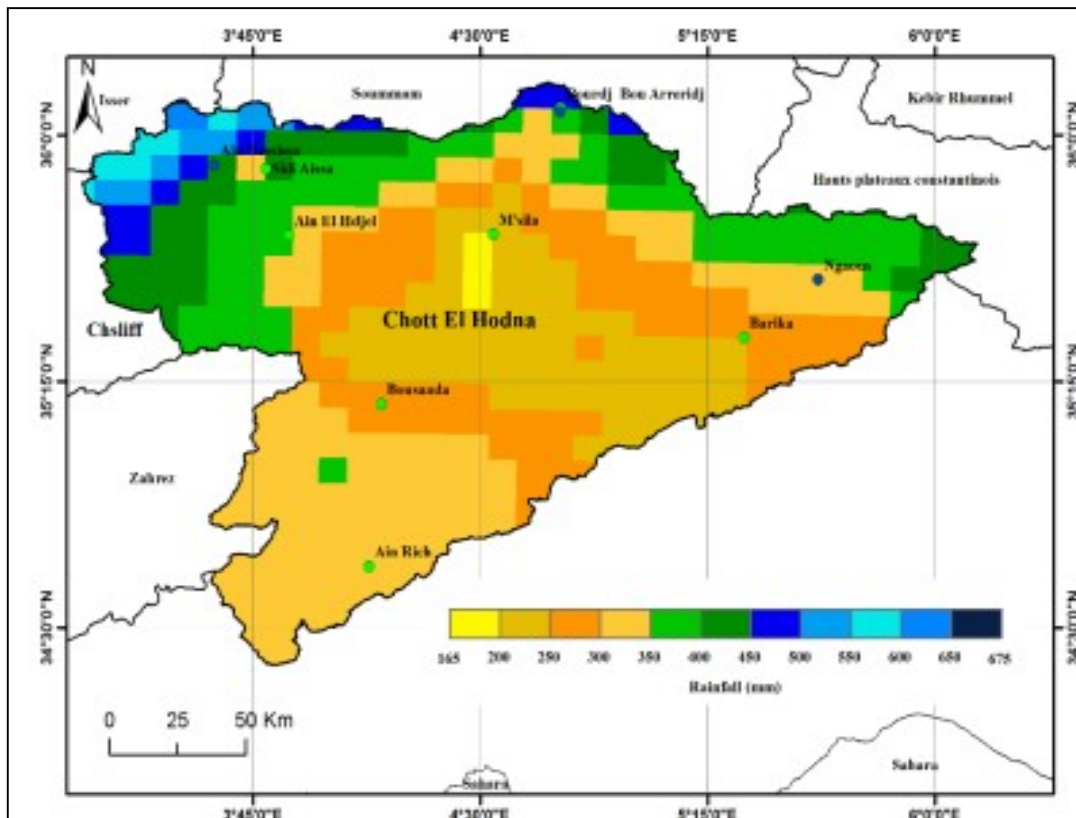 3°45'0"E 4°30'0"E 5°15'0"E 6°0'0"E
N
Isser
Soummam
Bou Arreridj
Kebir Rhummel
36°0'0"N
36°0'0"N
Sidi Aissa
Hauts plateaux constantinois
Ain El Hdjel
M'sila
Chott El Hodna
Chsliff
Barika
35°15'0"N
35°15'0"N
Bousaada
Zahrez
Ain Rich
34°30'0"N
34°30'0"N
165 200 250 300 350 400 450 500 550 600 650 675
Rainfall (mm)
0 25 50 Km
Sahara
Sahara
3°45'0"E 4°30'0"E 5°15'0"E 6°0'0"E